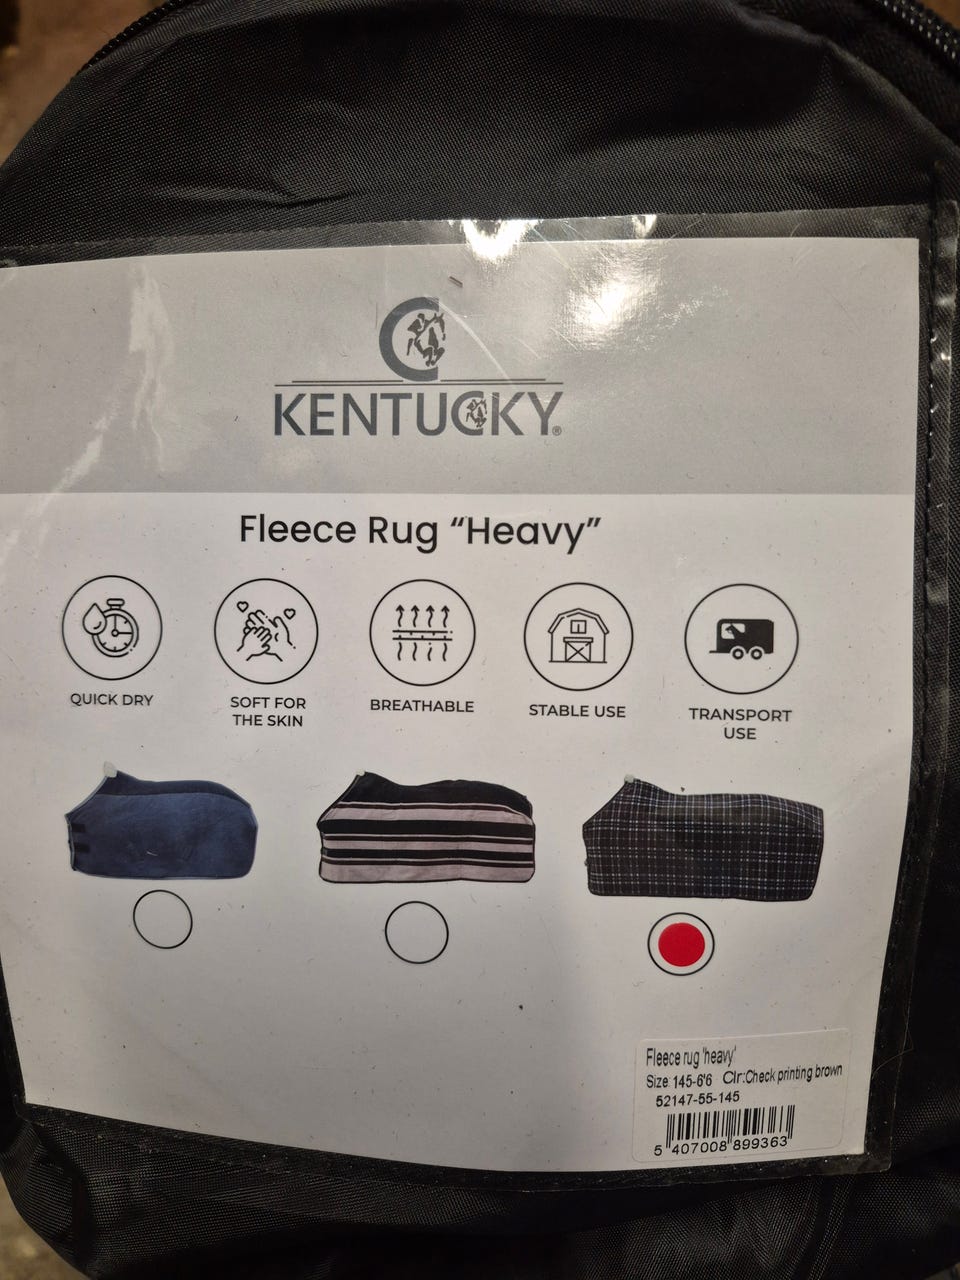 KENTUCKY®
Fleece Rug “Heavy”
QUICK DRY
SOFT FOR
THE SKIN
BREATHABLE
STABLE USE
TRANSPORT
USE
Fleece rug 'heavy'
Size: 145-6'6 Clr:Check printing brown
52147-55-145
5 407008 899363